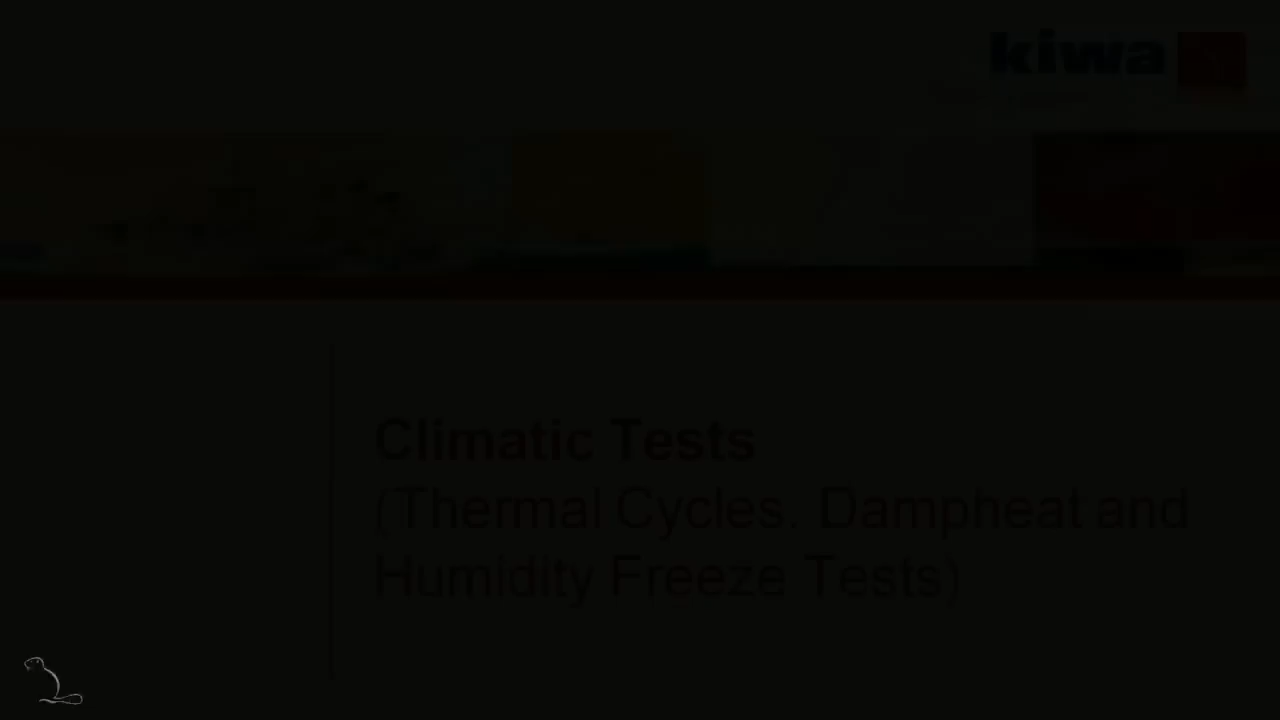 kiwa
Climatic Tests
(Thermal Cycles, Dampheat and
Humidity Freeze Tests)